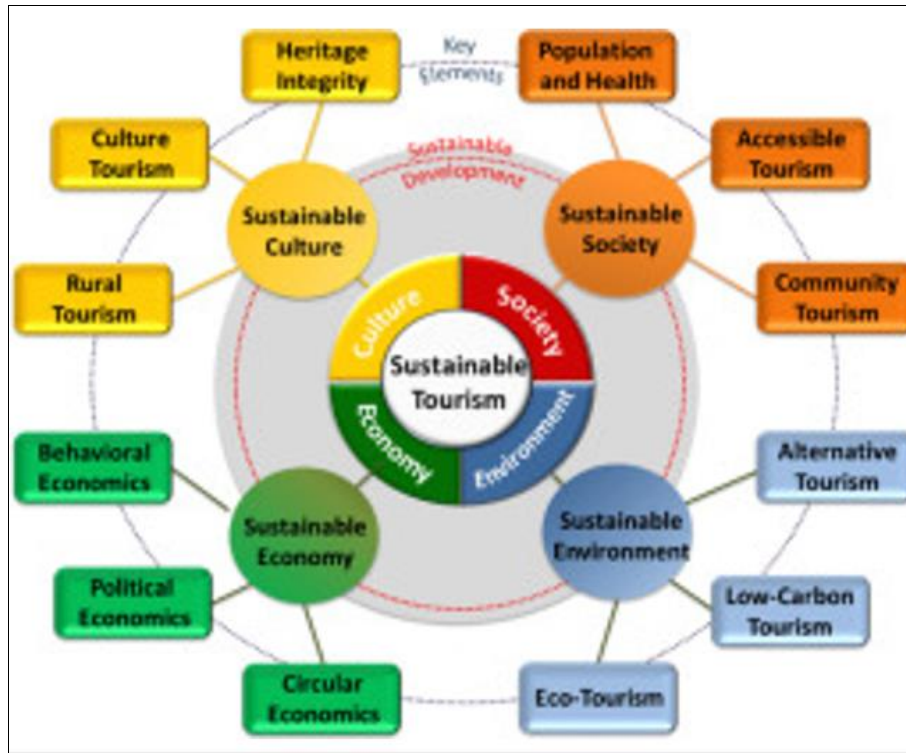 Heritage
Integrity
Key
Elements
Population
and Health
Culture
Tourism
Accessible
Tourism
Sustainable
Development
Sustainable
Culture
Sustainable
Society
Rural
Tourism
Community
Tourism
Culture
Society
Sustainable
Tourism
Economy
Environment
Behavioral
Economics
Alternative
Tourism
Sustainable
Economy
Sustainable
Environment
Political
Economics
Low-Carbon
Tourism
Circular
Economics
Eco-Tourism